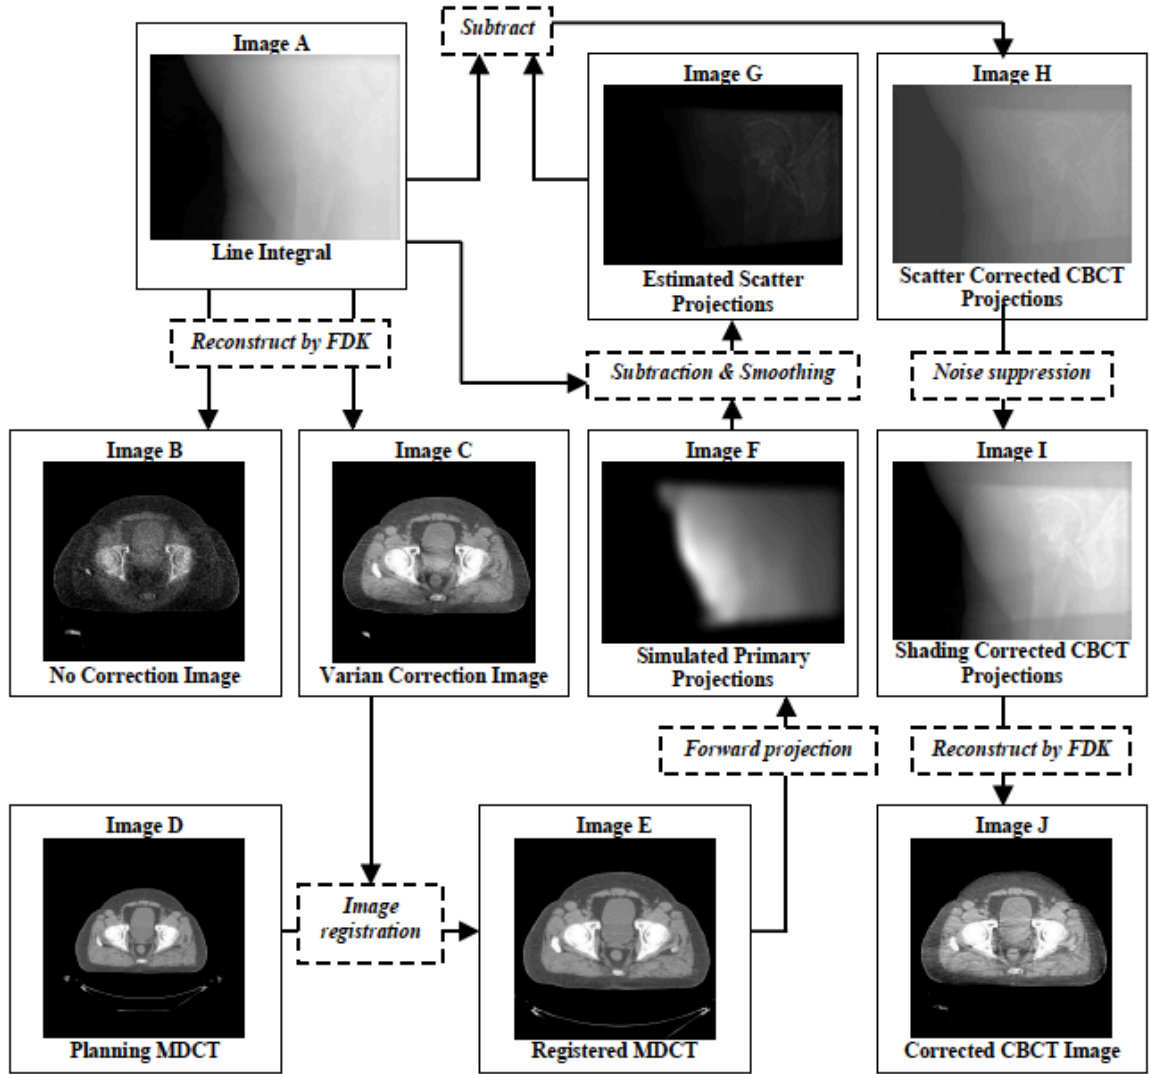 Subtract
Image A
Line Integral
Image G
Estimated Scatter
Projections
Image H
Scatter Corrected CBCT
Projections
Reconstruct by FDK
Subtraction & Smoothing
Noise suppression
Image B
No Correction Image
Image C
Varian Correction Image
Image F
Simulated Primary
Projections
Image I
Shading Corrected CBCT
Projections
Forward projection
Reconstruct by FDK
Image D
Planning MDCT
Image
registration
Image E
Registered MDCT
Image J
Corrected CBCT Image